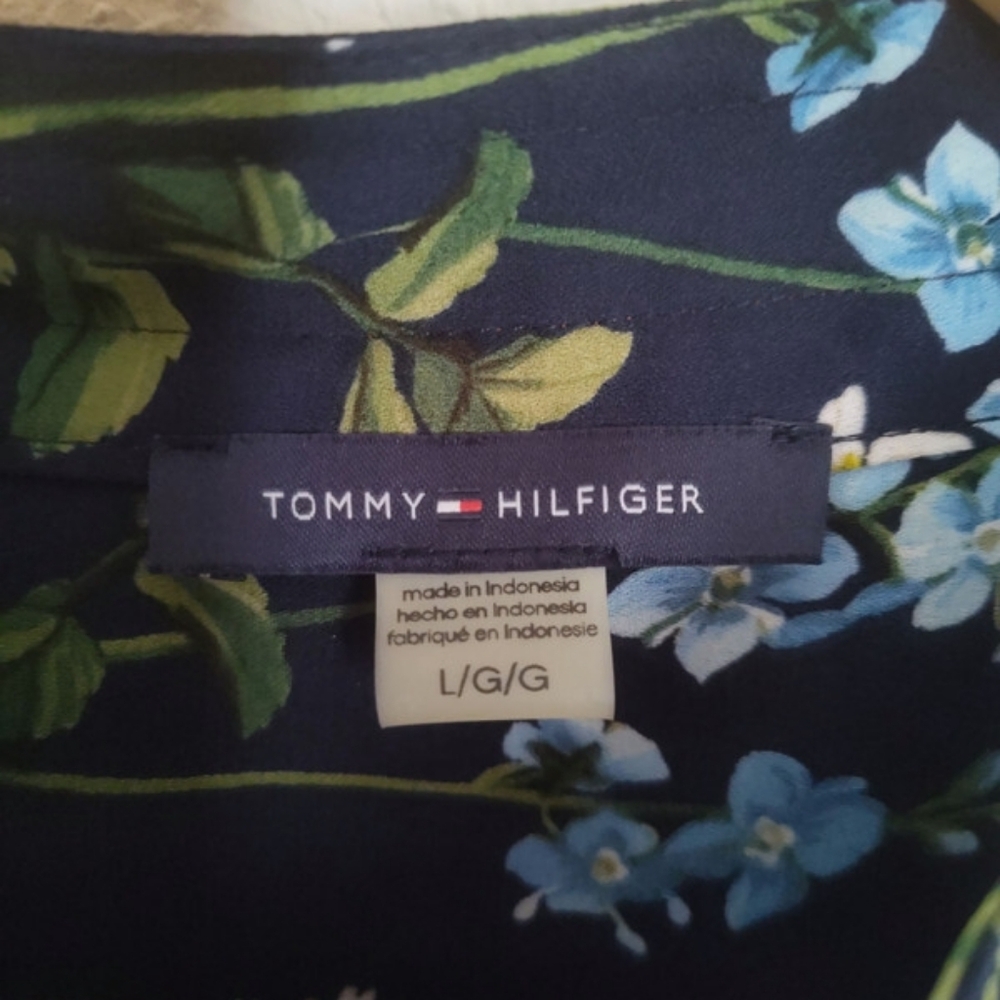 TOMMY HILFIGER
made in Indonesia
hecho en Indonesia
fabriqué en Indonesie
L/G/G